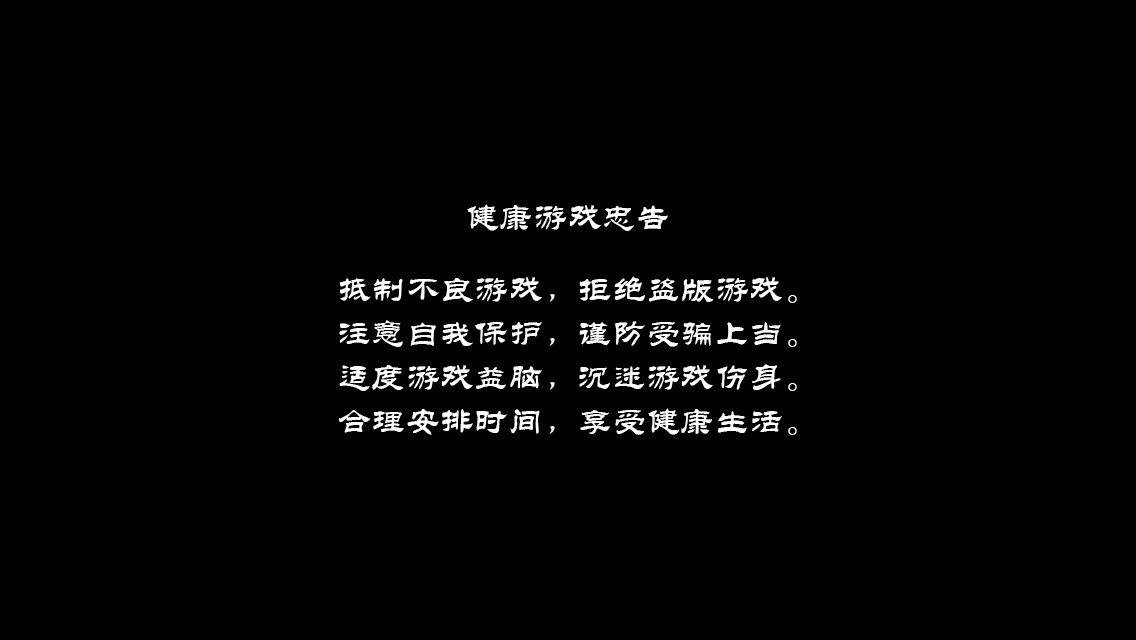 健康游戏忠告
抵制不良游戏，拒绝盗版游戏。
注意自我保护，谨防受骗上当。
适度游戏益脑，沉迷游戏伤身。
合理安排时间，享受健康生活。